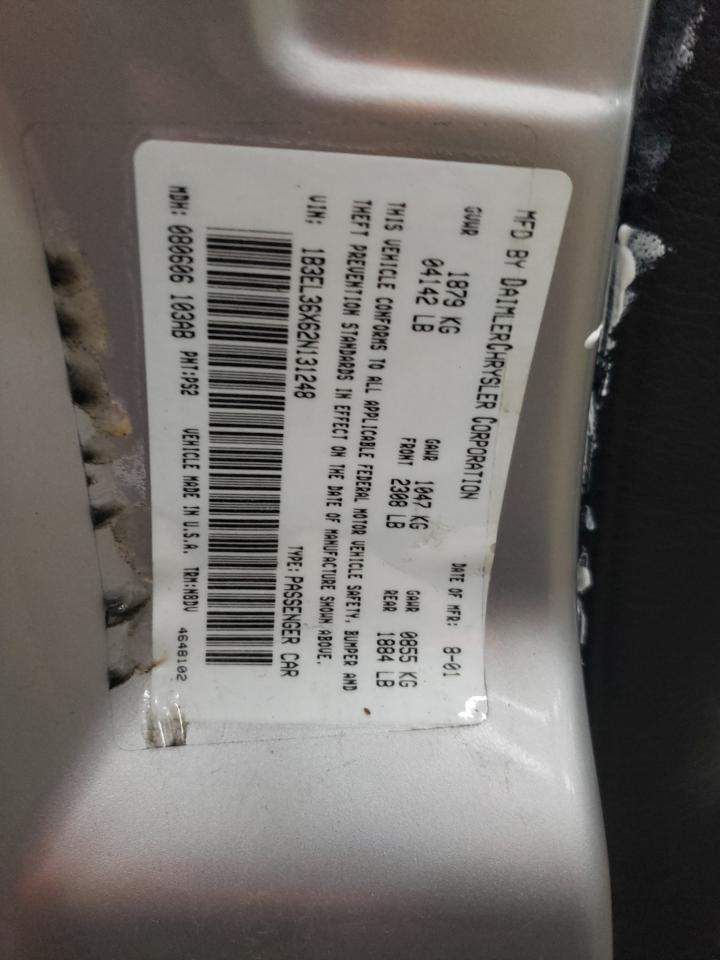 MFD BY DAIMLERCHRYSLER CORPORATION DATE OF MFR: 8-01
GVWR 1879 KG GAWR 1047 KG GAWR 0855 KG
04142 LB FRONT 2308 LB REAR 1884 LB
THIS VEHICLE CONFORMS TO ALL APPLICABLE FEDERAL MOTOR VEHICLE SAFETY, BUMPER AND
THEFT PREVENTION STANDARDS IN EFFECT ON THE DATE OF MANUFACTURE SHOWN ABOVE.
VIN: 1B3EL36X62N131248 TYPE: PASSENGER CAR
MDH: 080606 103AB PNT:PS2 VEHICLE MADE IN U.S.A. TRM:N8DV 4648102